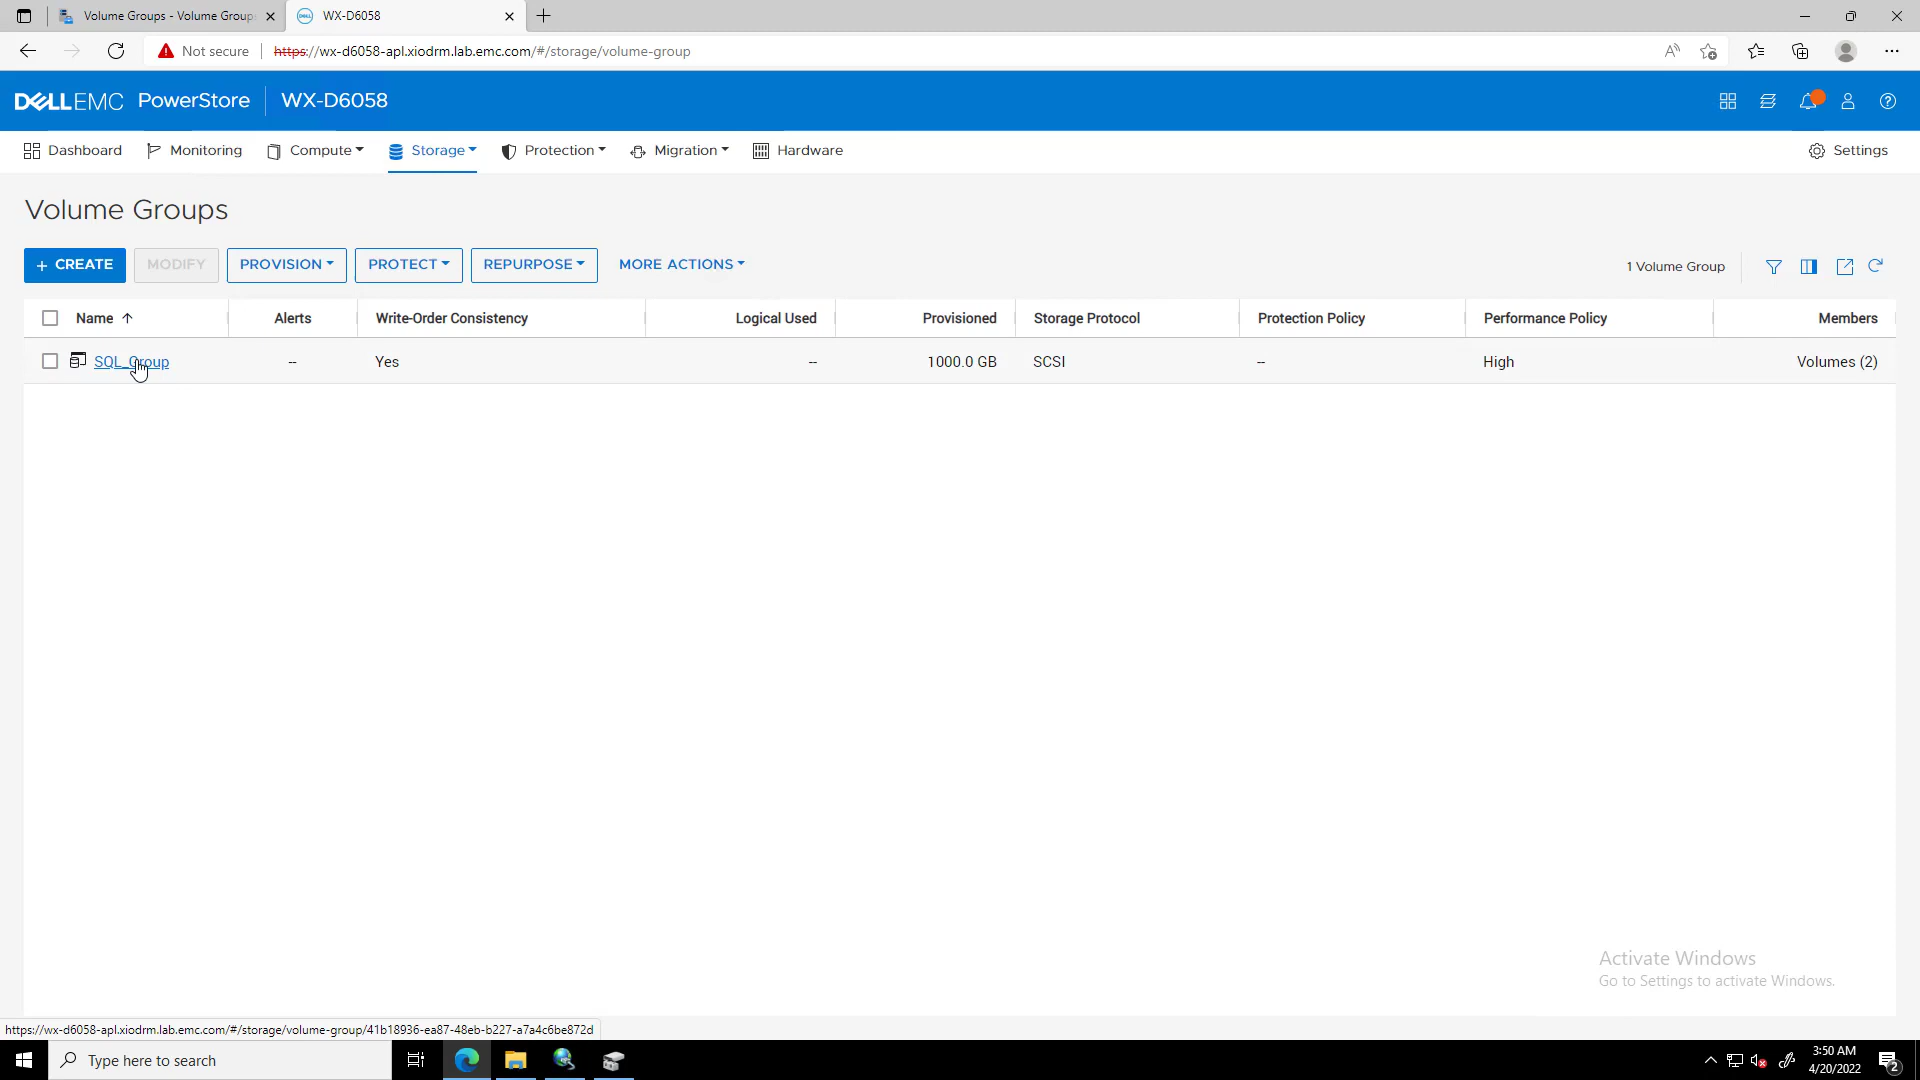 Volume Groups - Volume Group
WX-D6058
Not secure
https://wx-d6058-apl.xiodrm.lab.emc.com/#/storage/volume-group
DELLEMC PowerStore WX-D6058
Dashboard Monitoring Compute Storage Protection Migration Hardware Settings
Volume Groups
+ CREATE MODIFY PROVISION PROTECT REPURPOSE MORE ACTIONS 1 Volume Group
Name Alerts Write-Order Consistency Logical Used Provisioned Storage Protocol Protection Policy Performance Policy Members
SQL_Group -- Yes -- 1000.0 GB SCSI -- High Volumes (2)
Activate Windows
Go to Settings to activate Windows.
https://wx-d6058-apl.xiodrm.lab.emc.com/#/storage/volume-group/41b18936-ea87-48eb-b227-a7a4c6be872d
Type here to search
3:50 AM
4/20/2022
2